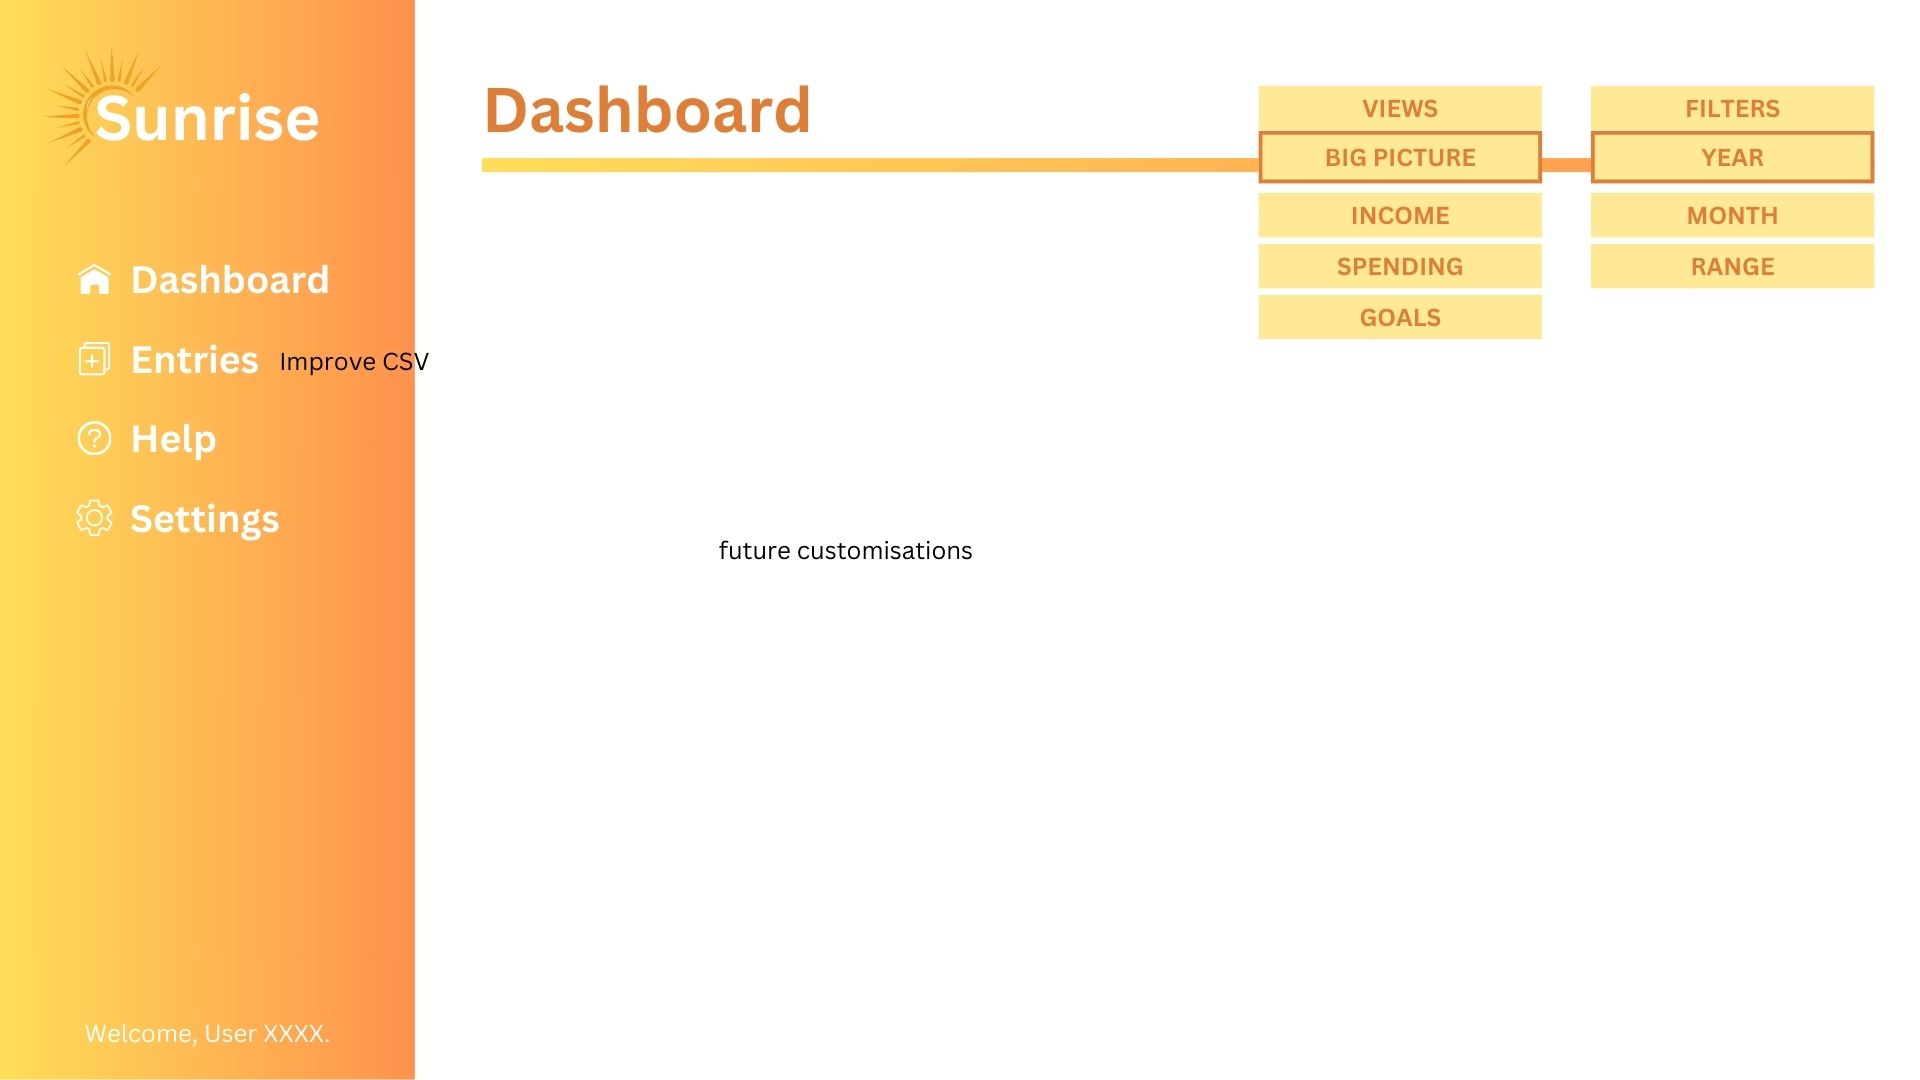 Sunrise
Dashboard
Entries
Improve CSV
Help
Settings
Welcome, User XXXX.
Dashboard
VIEWS
BIG PICTURE
INCOME
SPENDING
GOALS
FILTERS
YEAR
MONTH
RANGE
future customisations